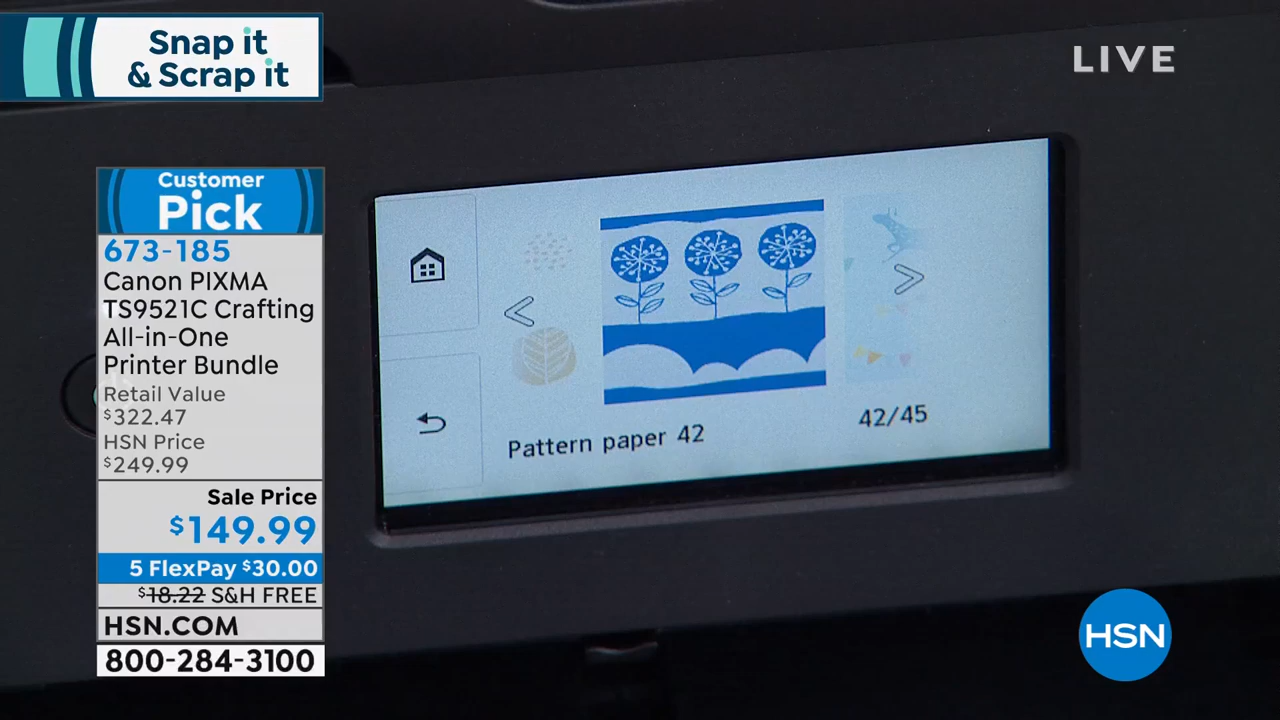 Snap it
& Scrap it
LIVE
Customer
Pick
673-185
Canon PIXMA
TS9521C Crafting
All-in-One
Printer Bundle
Retail Value
$322.47
HSN Price
$249.99
Sale Price
$149.99
5 FlexPay $30.00
$18.22 S&H FREE
HSN.COM
800-284-3100
Pattern paper 42
42/45
HSN